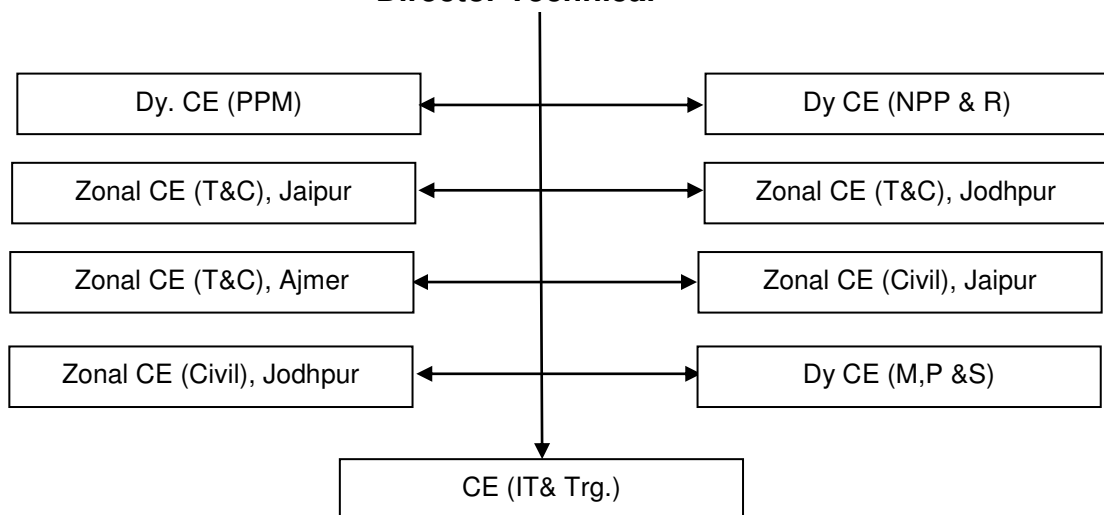 Director Technical
Dy. CE (PPM)
Dy CE (NPP & R)
Zonal CE (T&C), Jaipur
Zonal CE (T&C), Jodhpur
Zonal CE (T&C), Ajmer
Zonal CE (Civil), Jaipur
Zonal CE (Civil), Jodhpur
Dy CE (M,P &S)
CE (IT& Trg.)